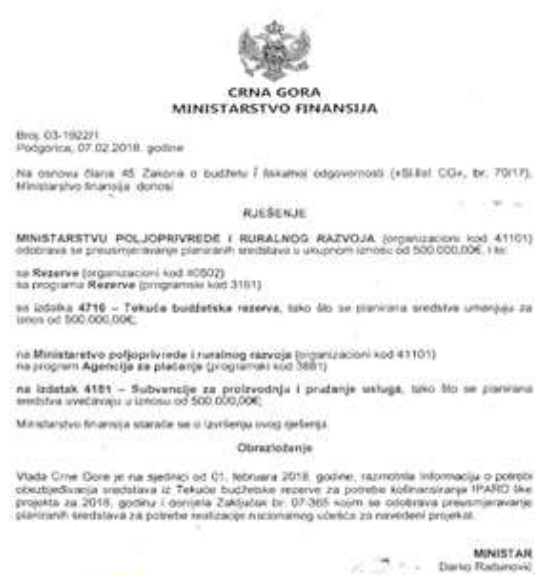 CRNA GORA
MINISTARSTVO FINANSIJA
Broj: 03-1922/1
Podgorica, 07.02.2018. godine
Na osnovu člana 45 Zakona o budžetu i fiskalnoj odgovornosti («Sl.list CG», br. 70/17),
Ministarstvo finansija donosi
RJEŠENJE
MINISTARSTVU POLJOPRIVREDE I RURALNOG RAZVOJA (organizacioni kod 41101)
odobrava se preusmjeravanje planiranih sredstava u ukupnom iznosu od 500.000,00€, i to:
sa Rezerve (organizacioni kod 40502)
sa programa Rezerve (programski kod 3161)
sa izdatka 4710 – Tekuća budžetska rezerva, tako što se planirana sredstva umanjuju za
iznos od 500.000,00€;
na Ministarstvo poljoprivrede i ruralnog razvoja (organizacioni kod 41101)
na program Agencija za plaćanje (programski kod 3881)
na izdatak 4181 – Subvencije za proizvodnju i pružanje usluga, tako što se planirana
sredstva uvećavaju u iznosu od 500.000,00€;
Ministarstvo finansija staraće se o izvršenju ovog rješenja.
Obrazloženje
Vlada Crne Gore je na sjednici od 01. februara 2018. godine, razmotrila Informaciju o potrebi
obezbjeđivanja sredstava iz Tekuće budžetske rezerve za potrebe kofinansiranja IPARD like
projekta za 2018. godinu i donijela Zaključak br. 07-365 kojim se odobrava preusmjeravanje
planiranih sredstava za potrebe realizacije nacionalnog učešća za navedeni projekat.
MINISTAR
Darko Radunović